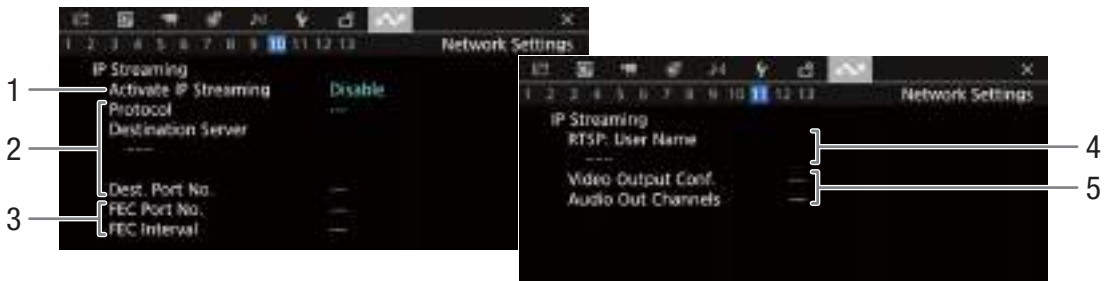 1 2 3 4 5 6 7 8 9 10 11 12 13 Network Settings
IP Streaming
1 Activate IP Streaming Disable
2 Protocol ---
Destination Server
----
Dest. Port No. ---
3 FEC Port No. ---
FEC Interval ---
1 2 3 4 5 6 7 8 9 10 11 12 13 Network Settings
IP Streaming
RTSP: User Name
--- 4
Video Output Conf. --- 5
Audio Out Channels ---